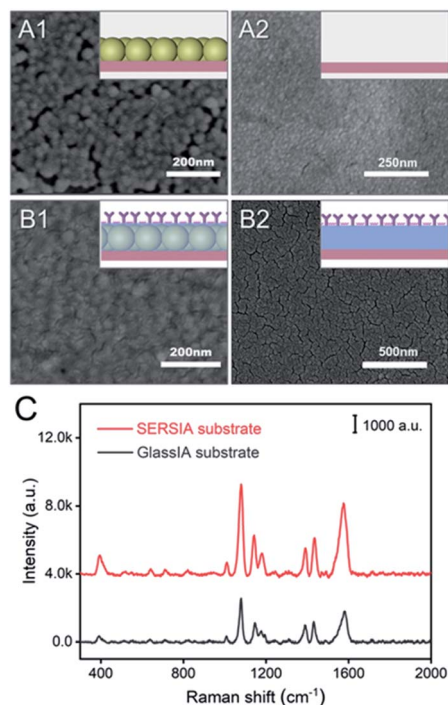 A1
200nm
A2
250nm
B1
200nm
B2
500nm
C
SERSIA substrate
GlassIA substrate
1000 a.u.
Intensity (a.u.)
12.0k
8.0k
4.0k
0.0
400 800 1200 1600 2000
Raman shift (cm⁻¹)